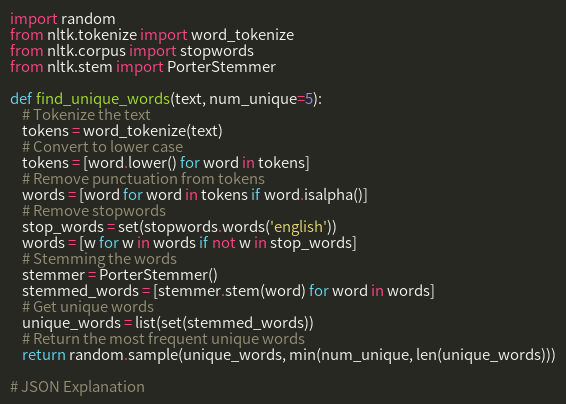 import random
from nltk.tokenize import word_tokenize
from nltk.corpus import stopwords
from nltk.stem import PorterStemmer

def find_unique_words(text, num_unique=5):
    # Tokenize the text
    tokens = word_tokenize(text)
    # Convert to lower case
    tokens = [word.lower() for word in tokens]
    # Remove punctuation from tokens
    words = [word for word in tokens if word.isalpha()]
    # Remove stopwords
    stop_words = set(stopwords.words('english'))
    words = [w for w in words if not w in stop_words]
    # Stemming the words
    stemmer = PorterStemmer()
    stemmed_words = [stemmer.stem(word) for word in words]
    # Get unique words
    unique_words = list(set(stemmed_words))
    # Return the most frequent unique words
    return random.sample(unique_words, min(num_unique, len(unique_words)))

# JSON Explanation